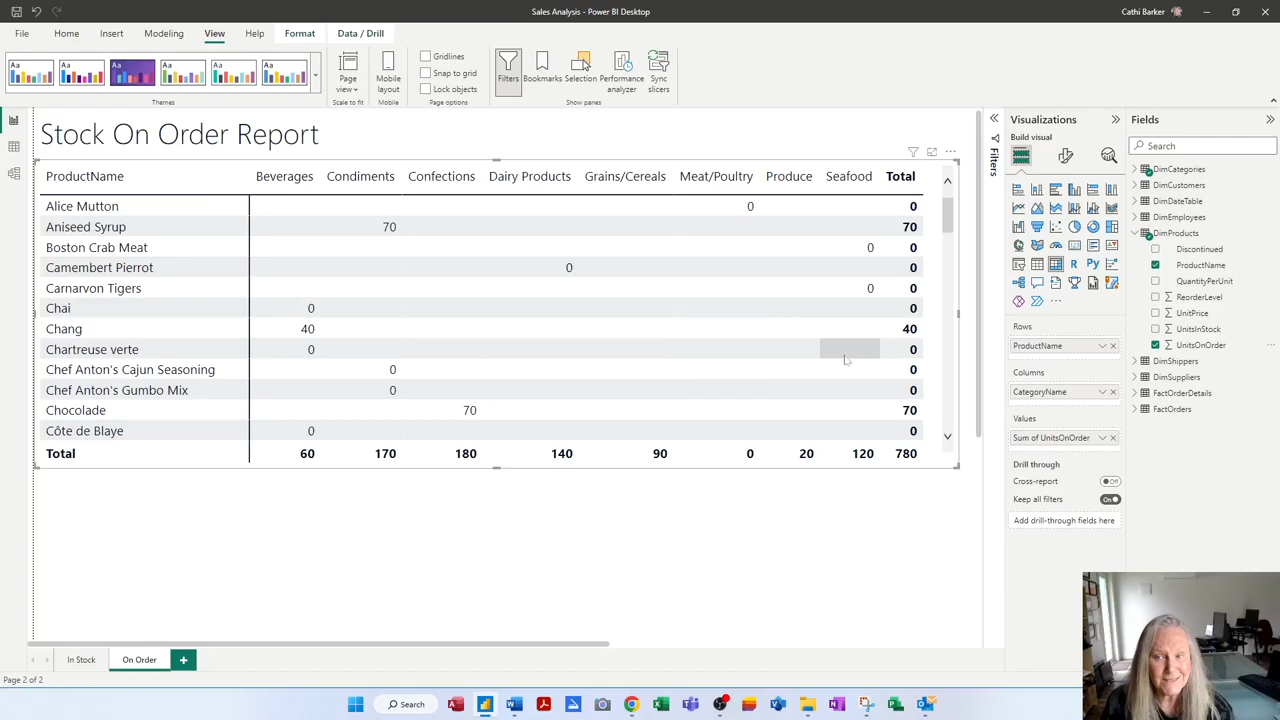 Sales Analysis - Power BI Desktop
Cathi Barker
File Home Insert Modeling View Help Format Data / Drill
Aa Aa Aa Aa Aa Aa
Page view
Mobile layout
Gridlines
Snap to grid
Lock objects
Filters
Bookmarks
Selection
Performance analyzer
Sync slicers
Themes
Scale to fit
Mobile
Page options
Show panes
Stock On Order Report
ProductName Beverages Condiments Confections Dairy Products Grains/Cereals Meat/Poultry Produce Seafood Total
Alice Mutton 0 0
Aniseed Syrup 70 70
Boston Crab Meat 0 0
Camembert Pierrot 0 0
Carnarvon Tigers 0 0
Chai 0 0
Chang 40 40
Chartreuse verte 0 0
Chef Anton's Cajun Seasoning 0 0
Chef Anton's Gumbo Mix 0 0
Chocolade 70 70
Côte de Blaye 0 0
Total 60 170 180 140 90 0 20 120 780
Filters
Visualizations
Build visual
R Py
Rows
ProductName
Columns
CategoryName
Values
Sum of UnitsOnOrder
Drill through
Cross-report Off
Keep all filters On
Add drill-through fields here
Fields
Search
DimCategories
DimCustomers
DimDateTable
DimEmployees
DimProducts
Discontinued
ProductName
QuantityPerUnit
ReorderLevel
UnitPrice
UnitsInStock
UnitsOnOrder
DimShippers
DimSuppliers
FactOrderDetails
FactOrders
In Stock On Order
Page 2 of 2
Search